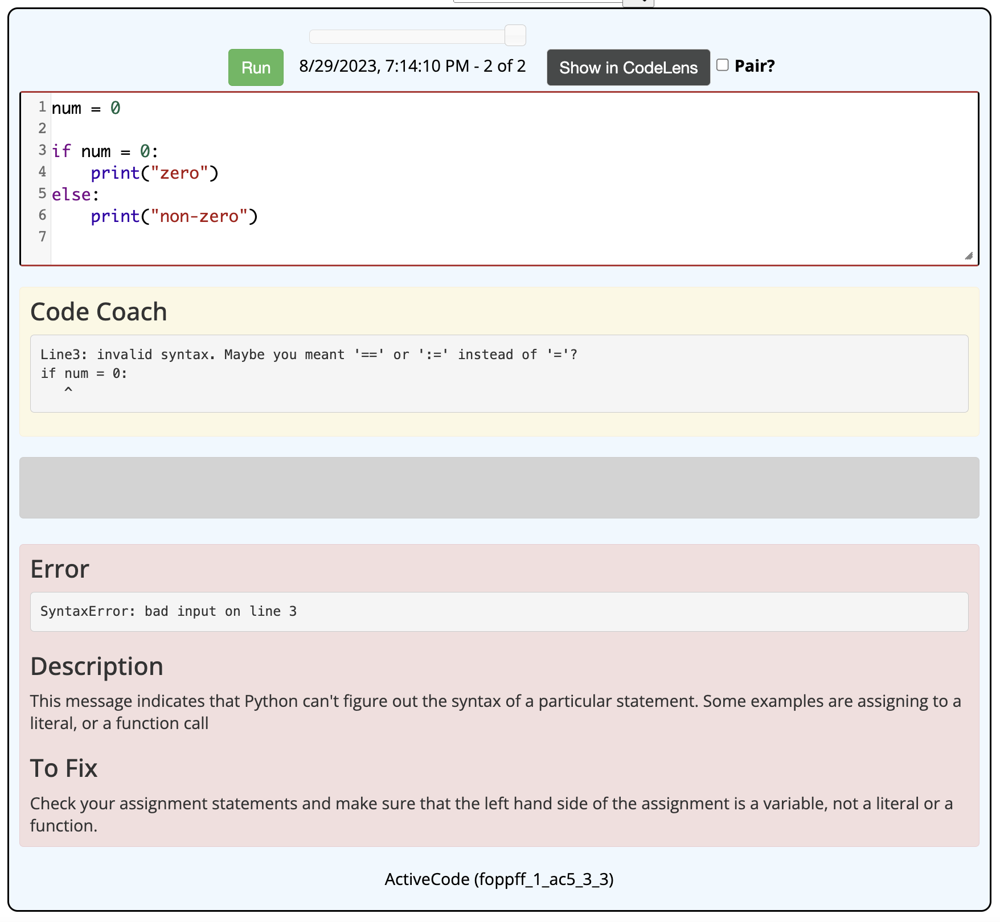 Run 8/29/2023, 7:14:10 PM - 2 of 2 Show in CodeLens Pair?
1 num = 0
2
3 if num = 0:
4     print("zero")
5 else:
6     print("non-zero")
7
Code Coach
Line3: invalid syntax. Maybe you meant '==' or ':=' instead of '='?
if num = 0:
   ^
Error
SyntaxError: bad input on line 3
Description
This message indicates that Python can't figure out the syntax of a particular statement. Some examples are assigning to a
literal, or a function call
To Fix
Check your assignment statements and make sure that the left hand side of the assignment is a variable, not a literal or a
function.
ActiveCode (foppff_1_ac5_3_3)